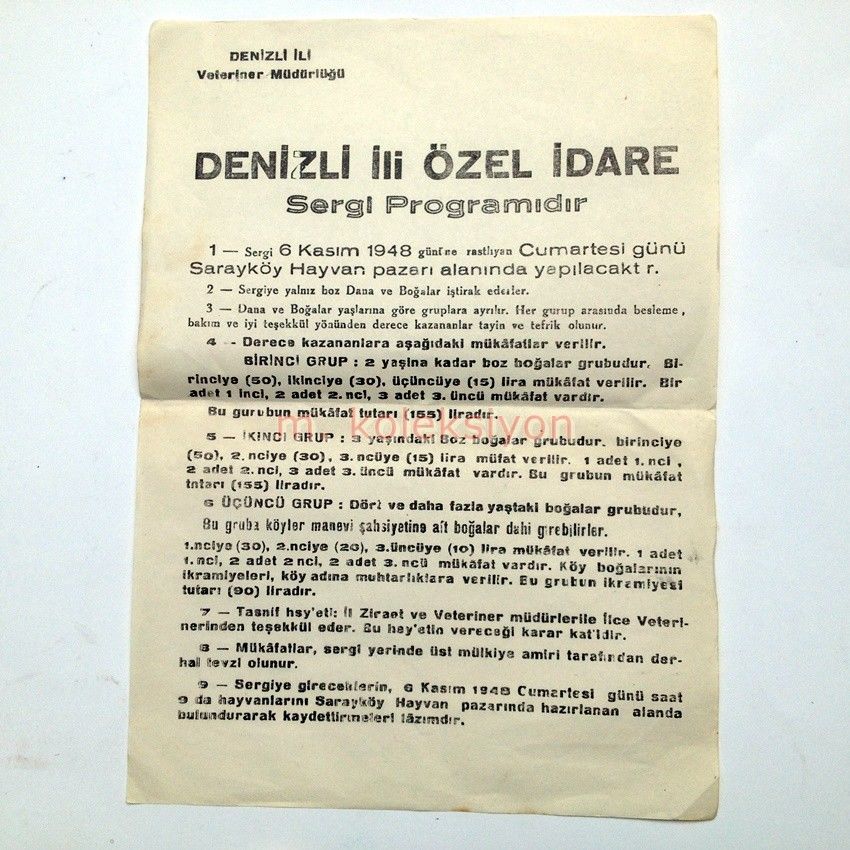 DENİZLİ İLİ
Veteriner Müdürlüğü
DENİZLİ İli ÖZEL İDARE
Sergi Programıdır
1 — Sergi 6 Kasım 1948 gününe rastlıyan Cumartesi günü
Sarayköy Hayvan pazarı alanında yapılacakt r.
2 — Sergiye yalnız boz Dana ve Boğalar iştirak ederler.
3 — Dana ve Boğalar yaşlarına göre gruplara ayrılır. Her gurup arasında besleme,
bakım ve iyi teşekkül yönünden derece kazananlar tayin ve tefrik olunur.
4 - Derece kazananlara aşağıdaki mükâfatlar verilir.
BİRİNCİ GRUP : 2 yaşina kadar boz boğalar grubudur. Bi-
rinciye (50), ikinciye (30), üçüncüye (15) lira mükâfat verilir. Bir
adet 1 inci, 2 adet 2.nci, 3 adet 3.üncü mükâfat vardır.
Bu gurubun mükâfat tutarı (155) liradır.
m. koleksiyon
5 — İKİNCİ GRUP : 3 yaşındaki Boz boğalar grubudur. birinciye
(50), 2.nciye (30), 3.ncüye (15) lira müfat verilir. 1 adet 1.nci ,
2 adet 2.nci, 3 adet 3.üncü mükâfat vardır. Bu grubun mükâfat
tutarı (155) liradır.
6 ÜÇÜNCÜ GRUP : Dört ve daha fazla yaştaki boğalar grubudur,
Bu gruba köyler manevi şahsiyetine ait boğalar dahi girebilirler.
1.nciye (30), 2.nciye (20), 3.üncüye (10) lira mükâfat verilir. 1 adet
1.nci, 2 adet 2 nci, 2 adet 3.ncü mükâfat vardır. Köy boğalarının
ikramiyeleri, köy adına muhtarlıklara verilir. Bu grubun ikramiyesi
tutarı (90) liradır.
7 — Tasnif hey'eti: İl Ziraat ve Veteriner müdürlerile İlce Veteri-
nerinden teşekkül eder. Bu hey'etin vereceği karar kat'idir.
8 — Mükâfatlar, sergi yerinde üst mülkiye amiri tarafından der-
hal tevzi olunur.
9 — Sergiye gireceklerin, 6 Kasım 1948 Cumartesi günü saat
9 da hayvanlarını Sarayköy Hayvan pazarında hazırlanan alanda
bulundurarak kaydettirmeleri lâzımdır.